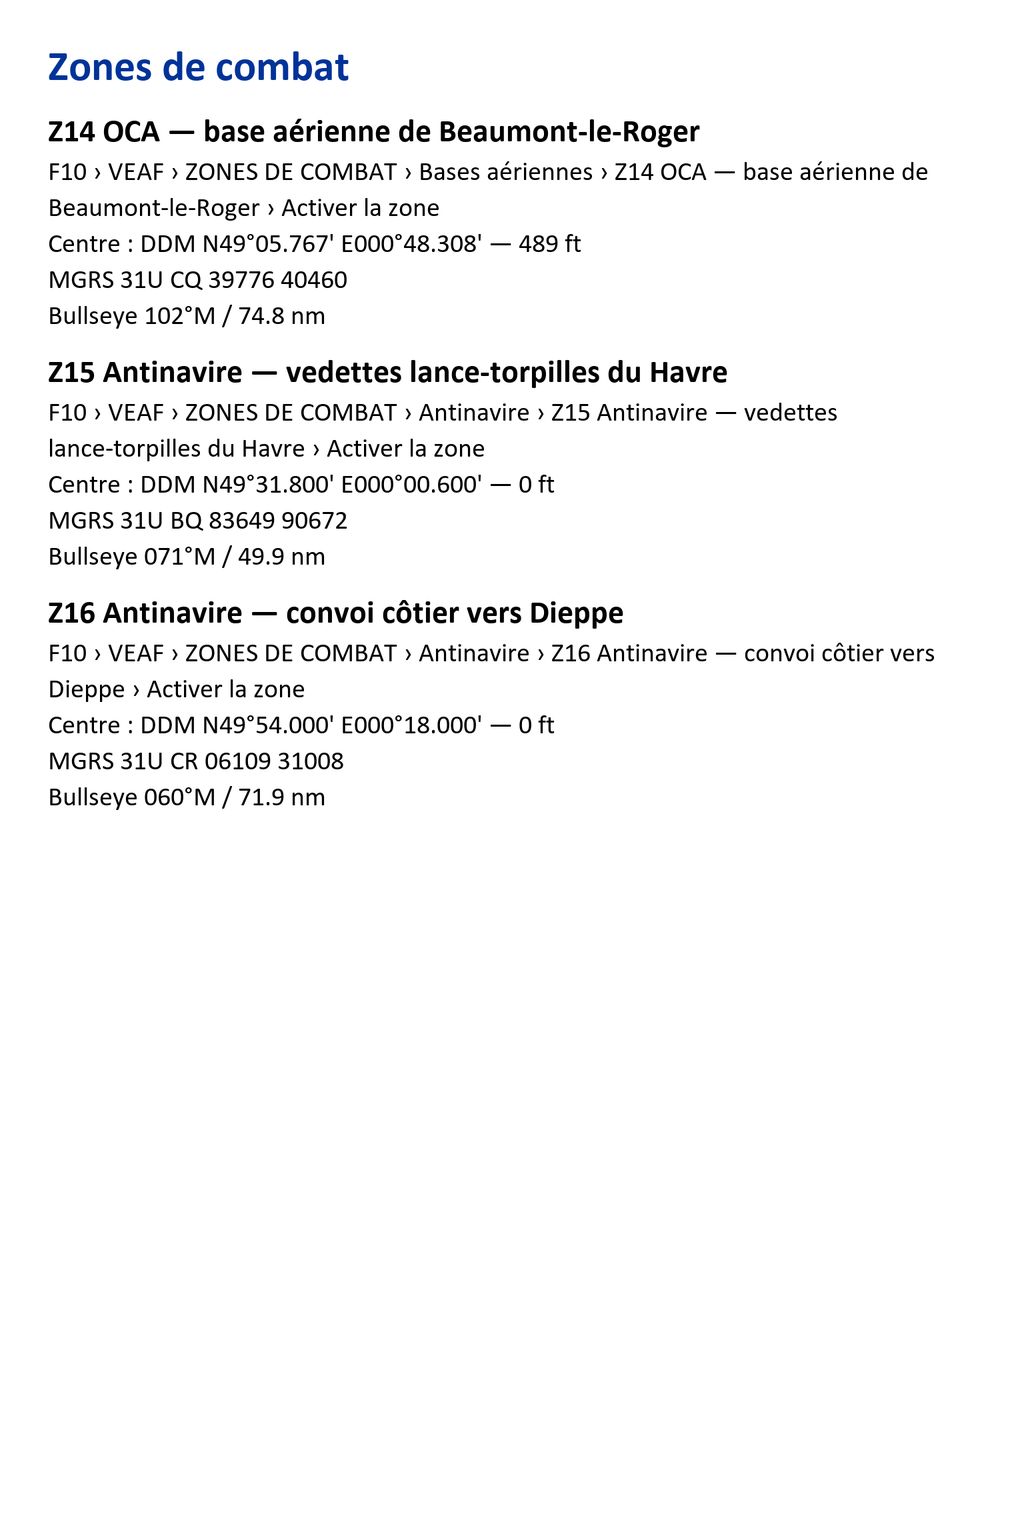 Zones de combat
Z14 OCA — base aérienne de Beaumont-le-Roger
F10 › VEAF › ZONES DE COMBAT › Bases aériennes › Z14 OCA — base aérienne de
Beaumont-le-Roger › Activer la zone
Centre : DDM N49°05.767' E000°48.308' — 489 ft
MGRS 31U CQ 39776 40460
Bullseye 102°M / 74.8 nm
Z15 Antinavire — vedettes lance-torpilles du Havre
F10 › VEAF › ZONES DE COMBAT › Antinavire › Z15 Antinavire — vedettes
lance-torpilles du Havre › Activer la zone
Centre : DDM N49°31.800' E000°00.600' — 0 ft
MGRS 31U BQ 83649 90672
Bullseye 071°M / 49.9 nm
Z16 Antinavire — convoi côtier vers Dieppe
F10 › VEAF › ZONES DE COMBAT › Antinavire › Z16 Antinavire — convoi côtier vers
Dieppe › Activer la zone
Centre : DDM N49°54.000' E000°18.000' — 0 ft
MGRS 31U CR 06109 31008
Bullseye 060°M / 71.9 nm